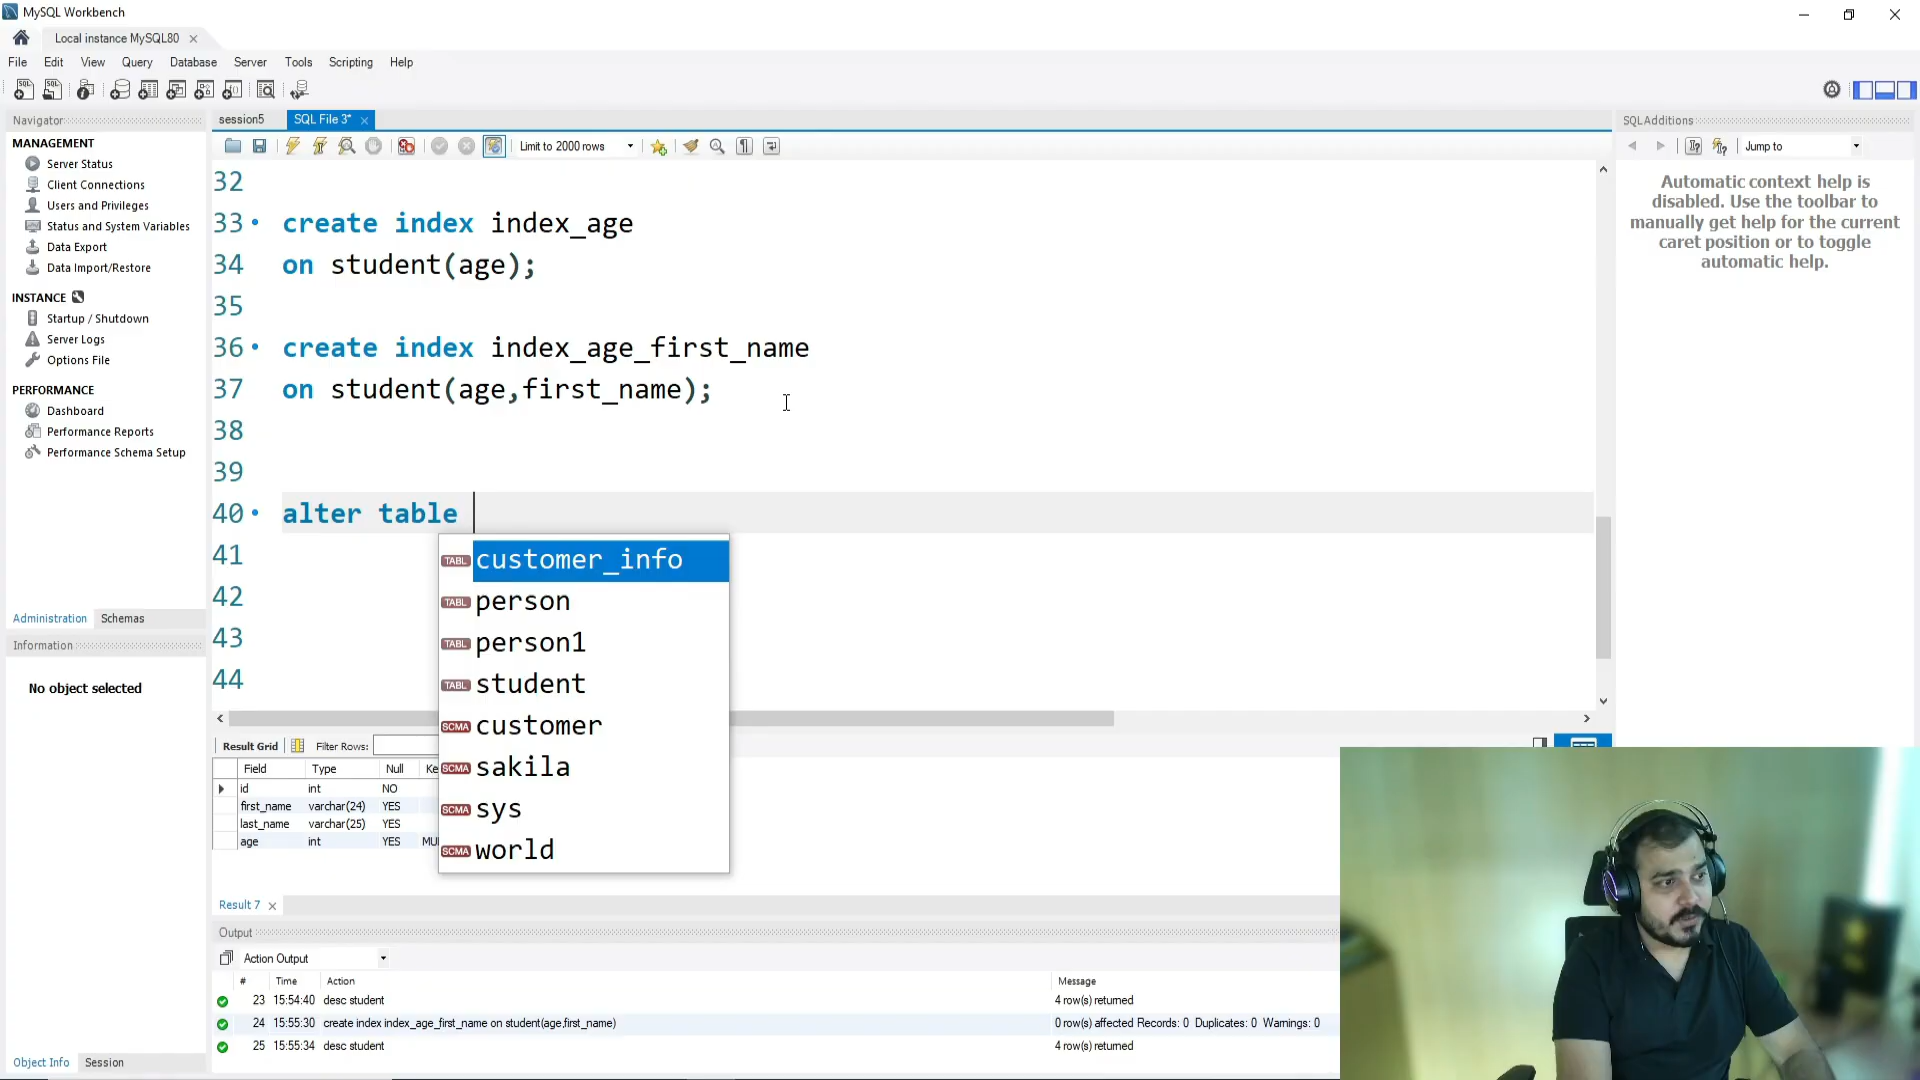 MySQL Workbench
Local instance MySQL80
File Edit View Query Database Server Tools Scripting Help
Navigator
MANAGEMENT
Server Status
Client Connections
Users and Privileges
Status and System Variables
Data Export
Data Import/Restore
INSTANCE
Startup / Shutdown
Server Logs
Options File
PERFORMANCE
Dashboard
Performance Reports
Performance Schema Setup
Administration Schemas
Information
No object selected
Object Info Session
session5 SQL File 3*
Limit to 2000 rows
32
33 create index index_age
34 on student(age);
35
36 create index index_age_first_name
37 on student(age,first_name);
38
39
40 alter table
41
42
43
44
TABL customer_info
TABL person
TABL person1
TABL student
SCMA customer
SCMA sakila
SCMA sys
SCMA world
Result Grid Filter Rows:
Field Type Null Ke
id int NO
first_name varchar(24) YES
last_name varchar(25) YES
age int YES MU
Result 7
Output
Action Output
# Time Action Message
23 15:54:40 desc student 4 row(s) returned
24 15:55:30 create index index_age_first_name on student(age,first_name) 0 row(s) affected Records: 0 Duplicates: 0 Warnings: 0
25 15:55:34 desc student 4 row(s) returned
SQLAdditions
Jump to
Automatic context help is
disabled. Use the toolbar to
manually get help for the current
caret position or to toggle
automatic help.